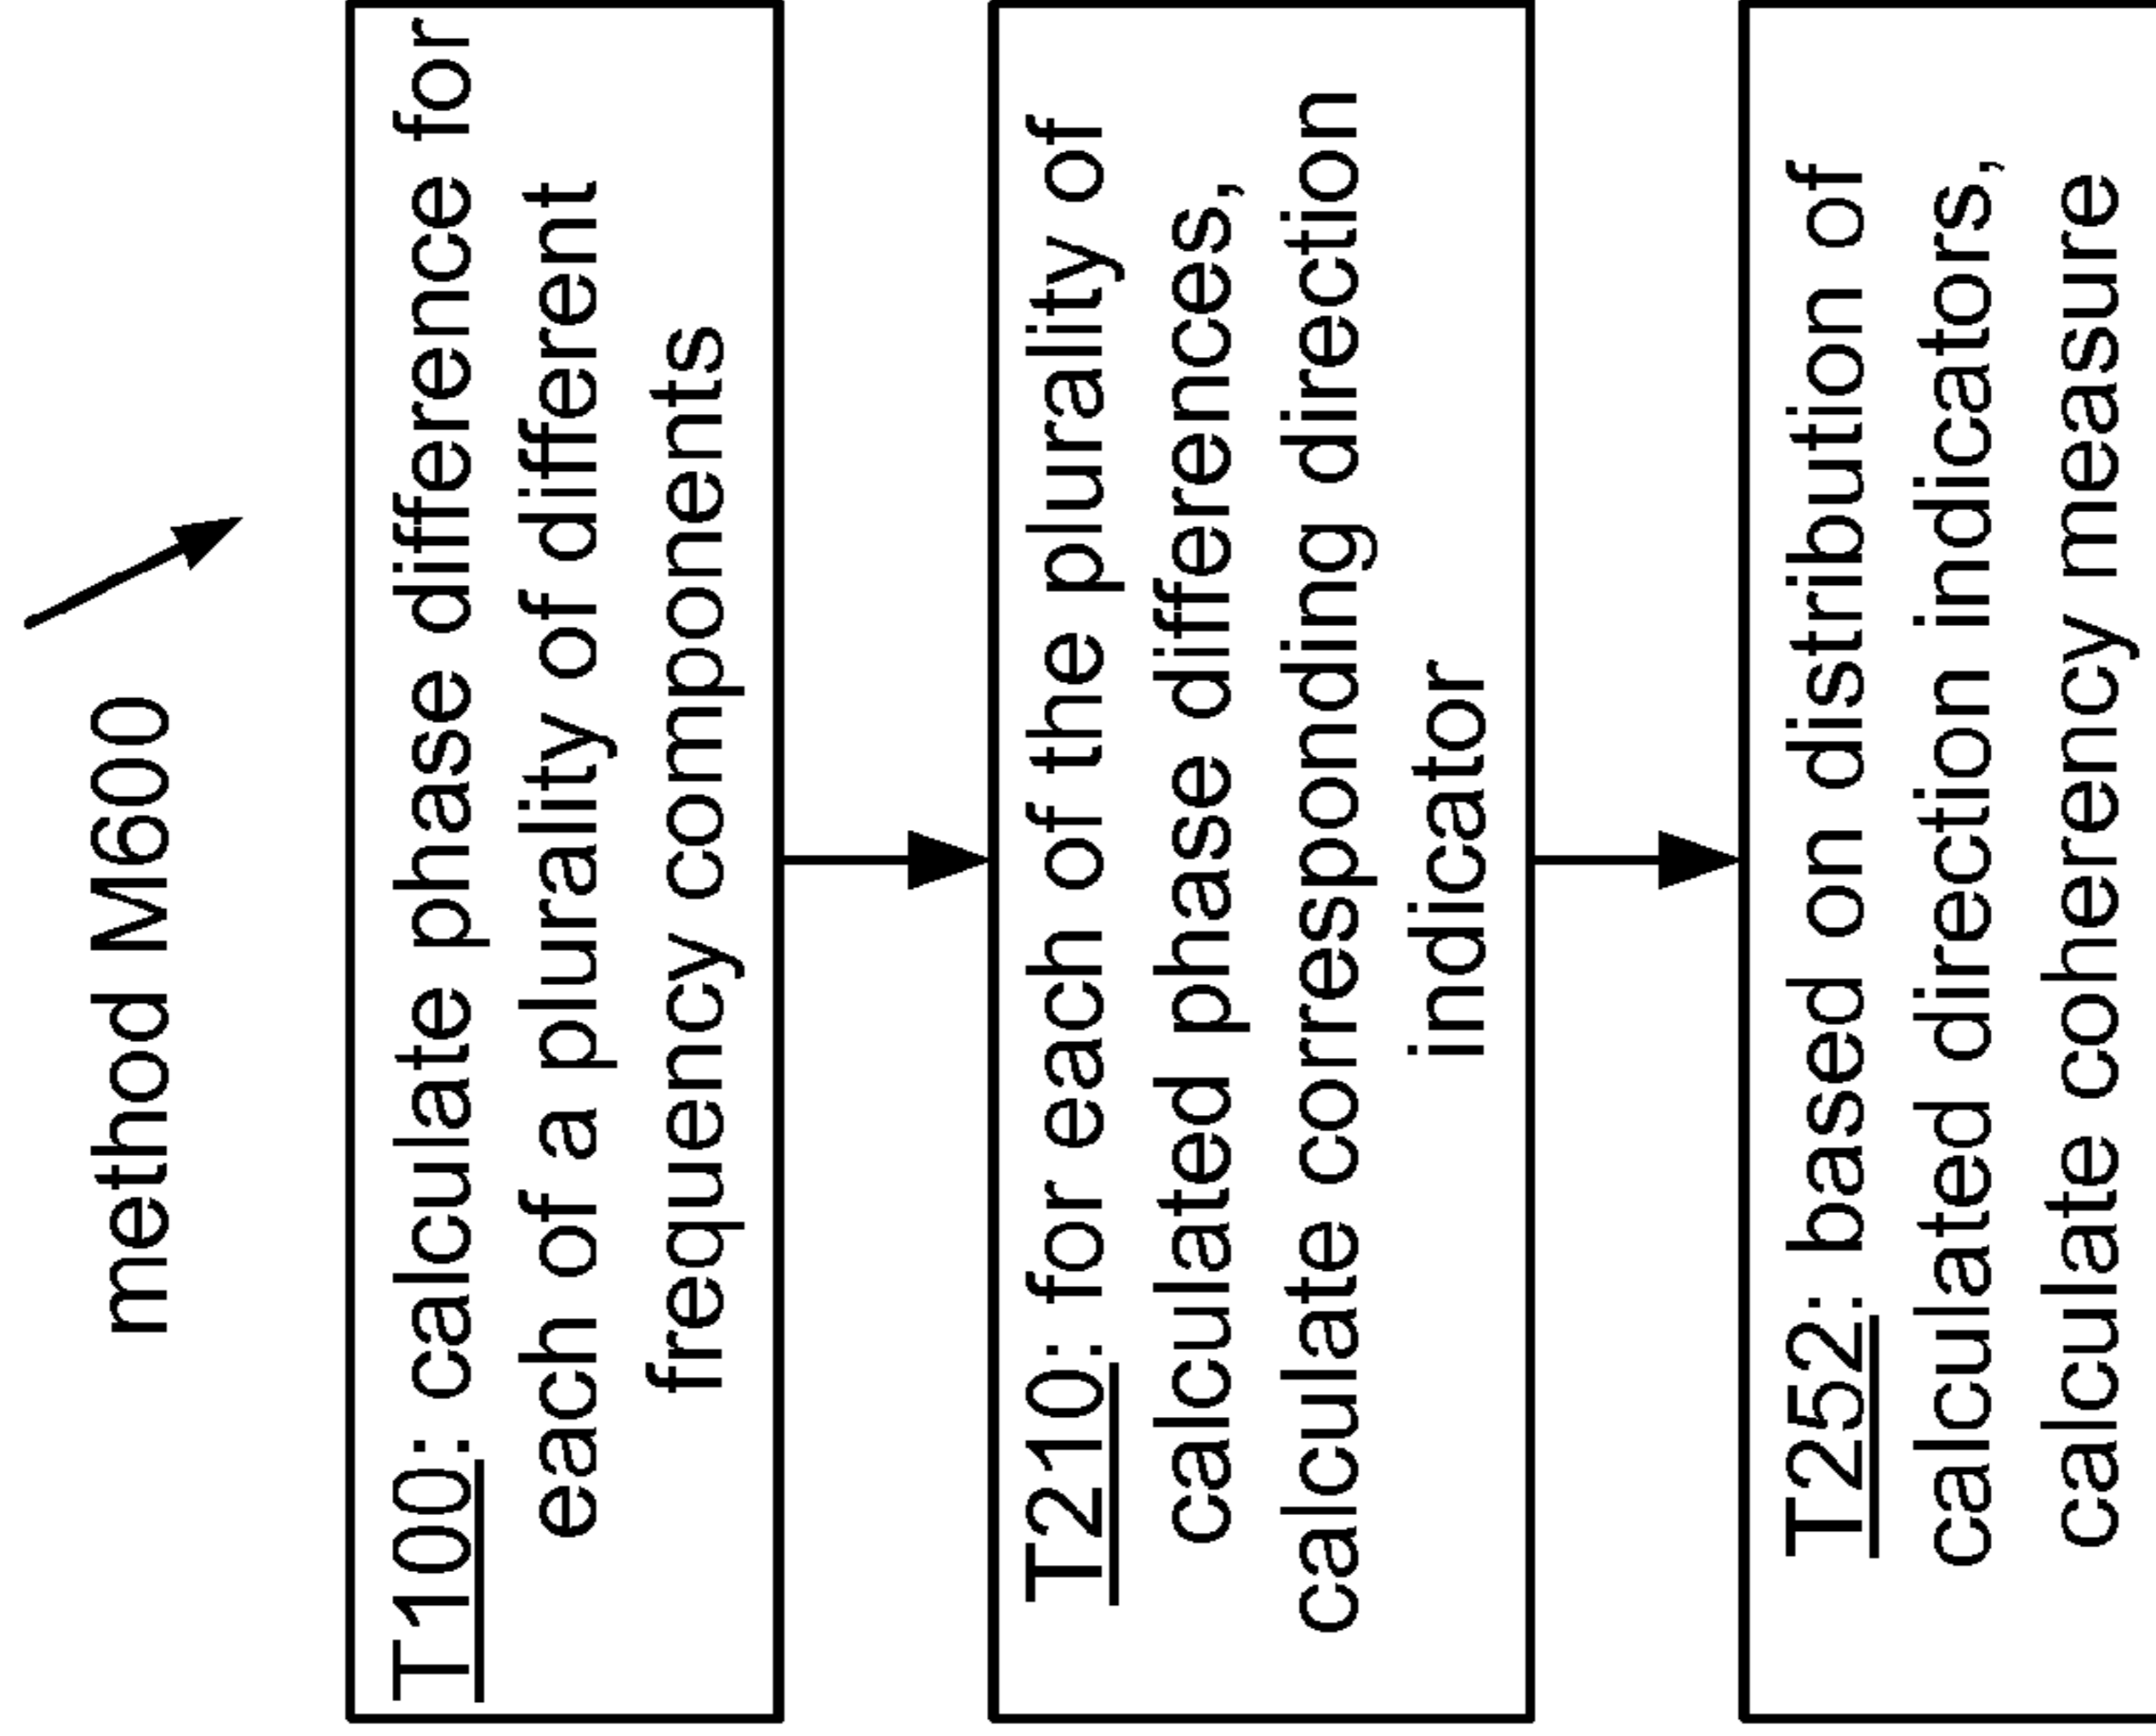 method M600
T100: calculate phase difference for
each of a plurality of different
frequency components
T210: for each of the plurality of
calculated phase differences,
calculate corresponding direction
indicator
T252: based on distribution of
calculated direction indicators,
calculate coherency measure